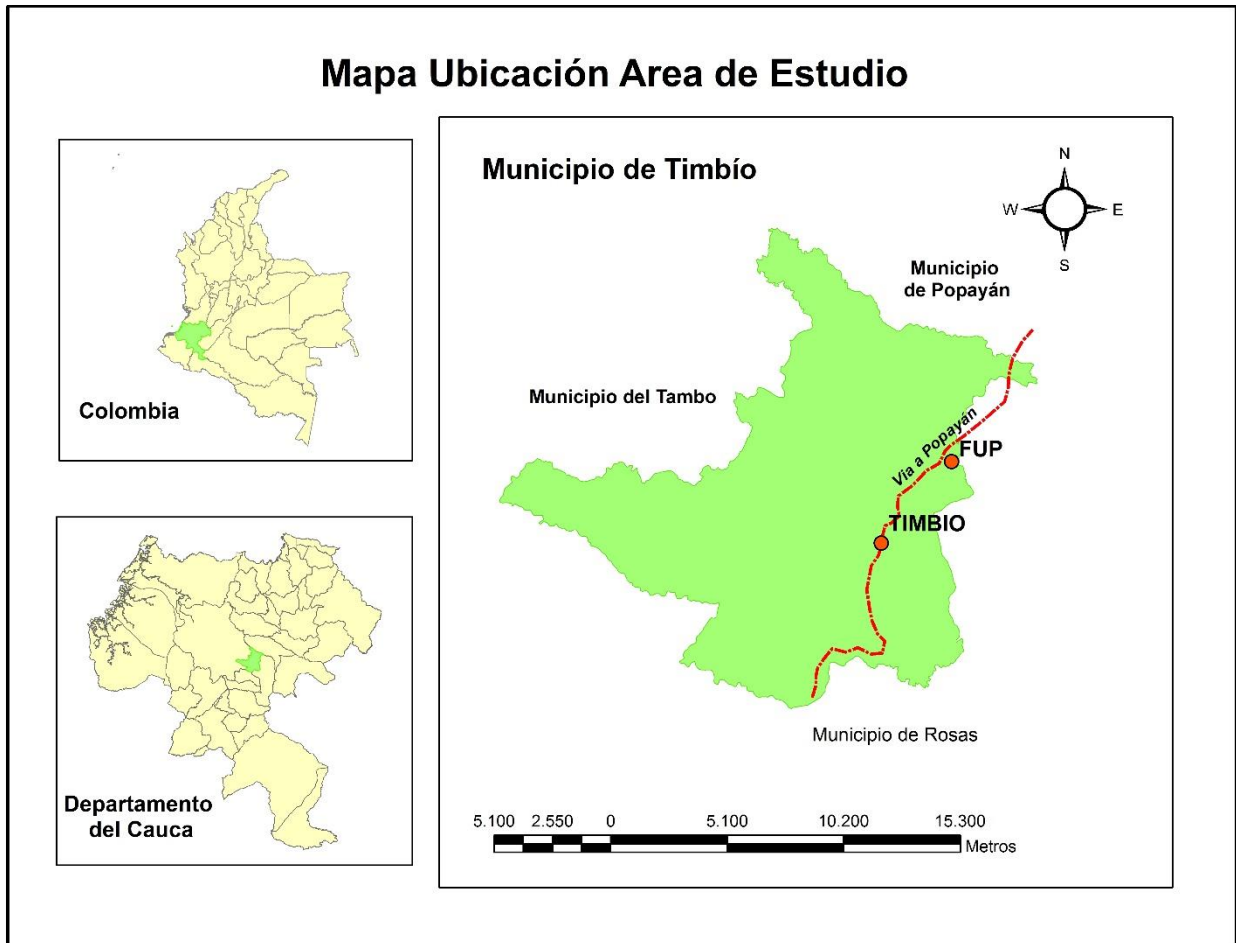 Mapa Ubicación Area de Estudio
Colombia
Departamento
del Cauca
Municipio de Timbío
N
W
E
S
Municipio
de Popayán
Municipio del Tambo
Via a Popayán
FUP
TIMBIO
Municipio de Rosas
5.100 2.550 0 5.100 10.200 15.300
Metros